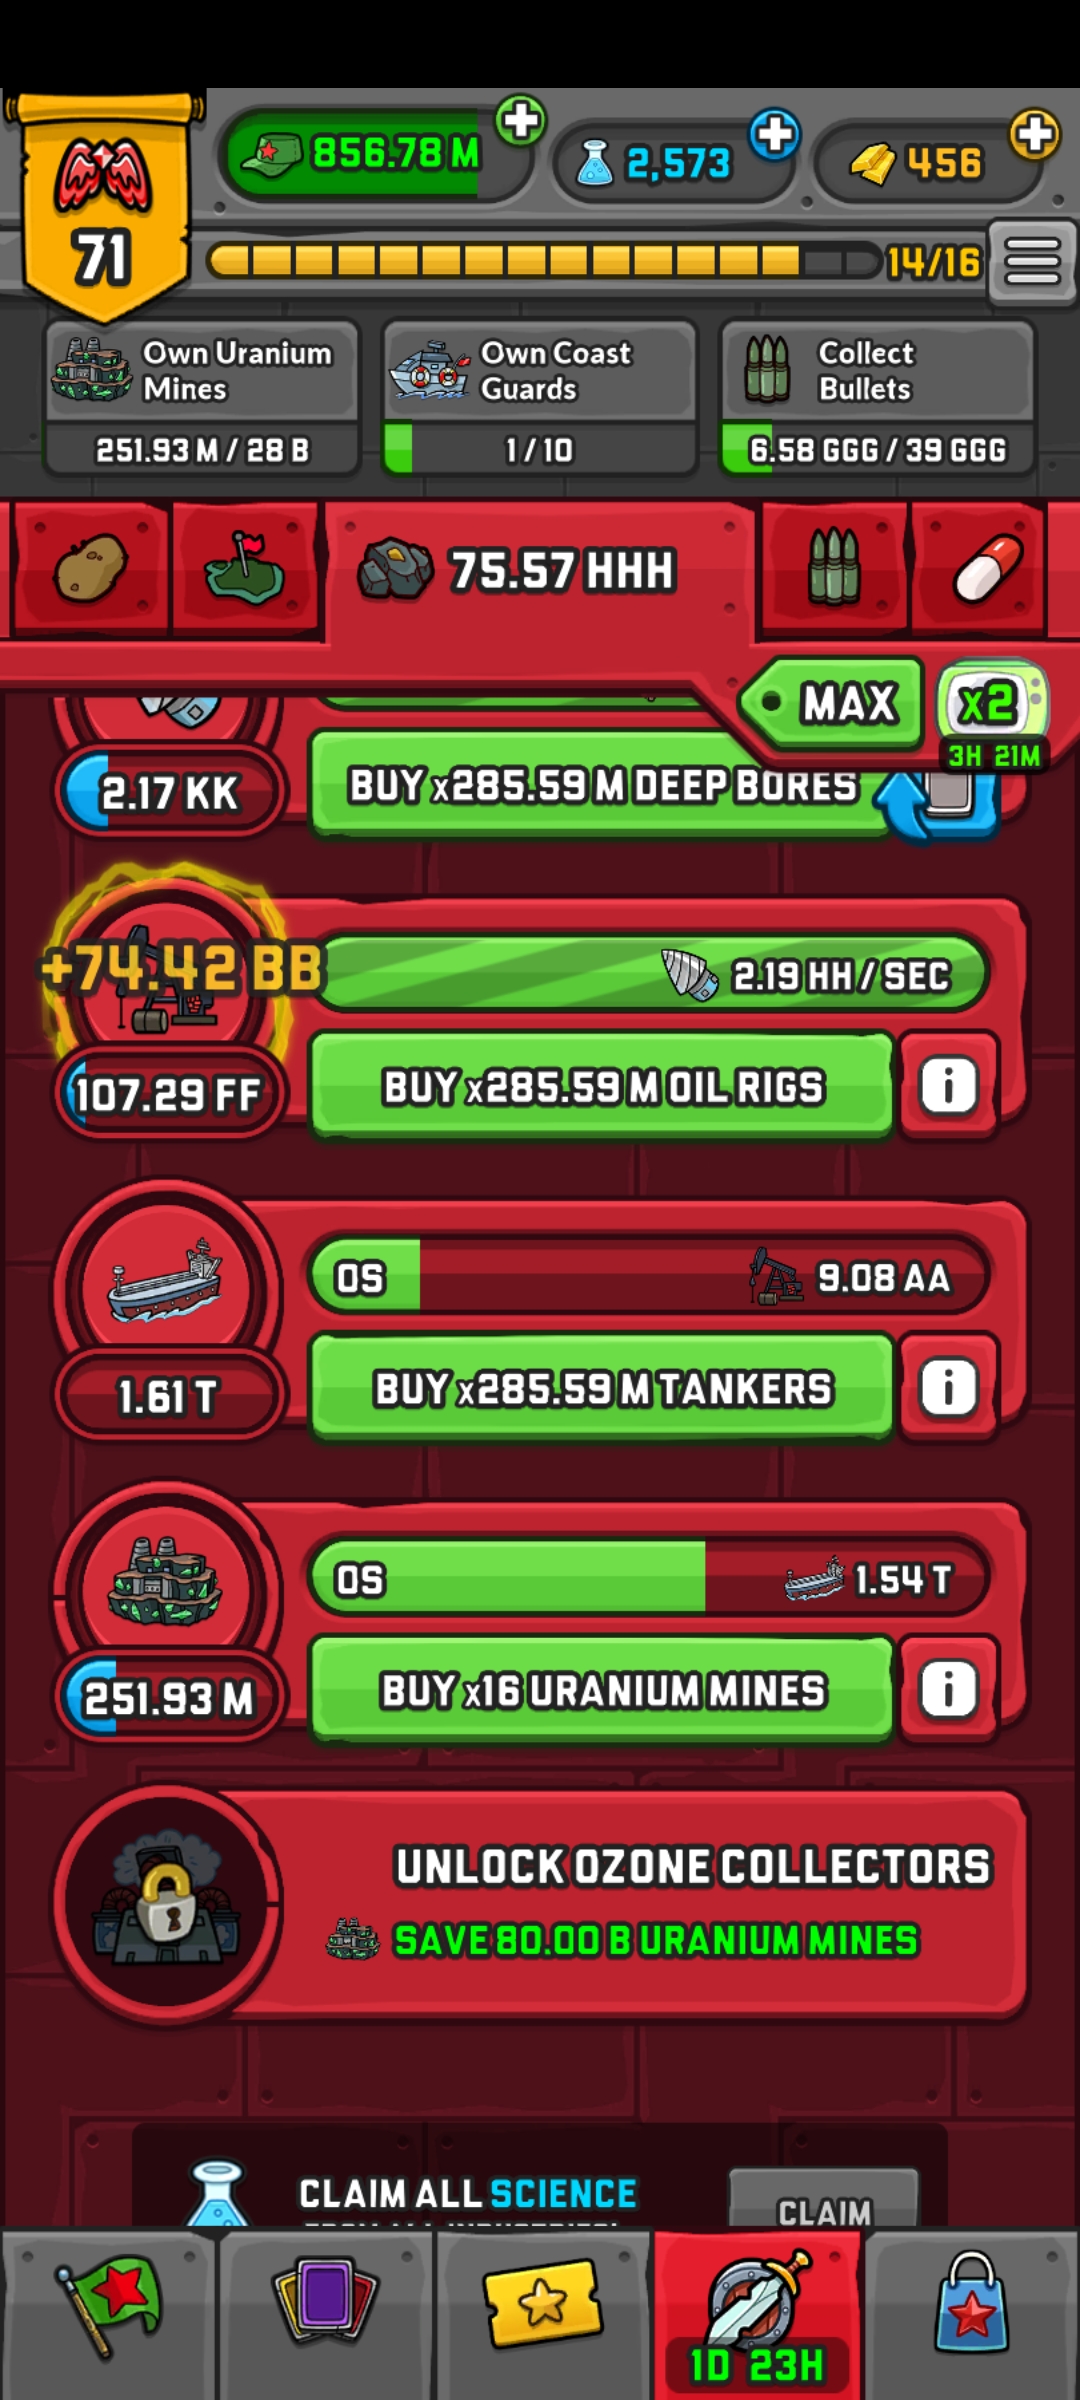 856.78 M
2,573
456
71
14/16
Own Uranium
Mines
251.93 M / 28 B
Own Coast
Guards
1 / 10
Collect
Bullets
6.58 GGG / 39 GGG
75.57 HHH
MAX
x2
3H 21M
2.17 KK
BUY x285.59 M DEEP BORES
+74.42 BB
2.19 HH / SEC
107.29 FF
BUY x285.59 M OIL RIGS
i
0S
9.08 AA
1.61 T
BUY x285.59 M TANKERS
i
0S
1.54 T
251.93 M
BUY x16 URANIUM MINES
i
UNLOCK OZONE COLLECTORS
SAVE 80.00 B URANIUM MINES
CLAIM ALL SCIENCE
CLAIM
1D 23H